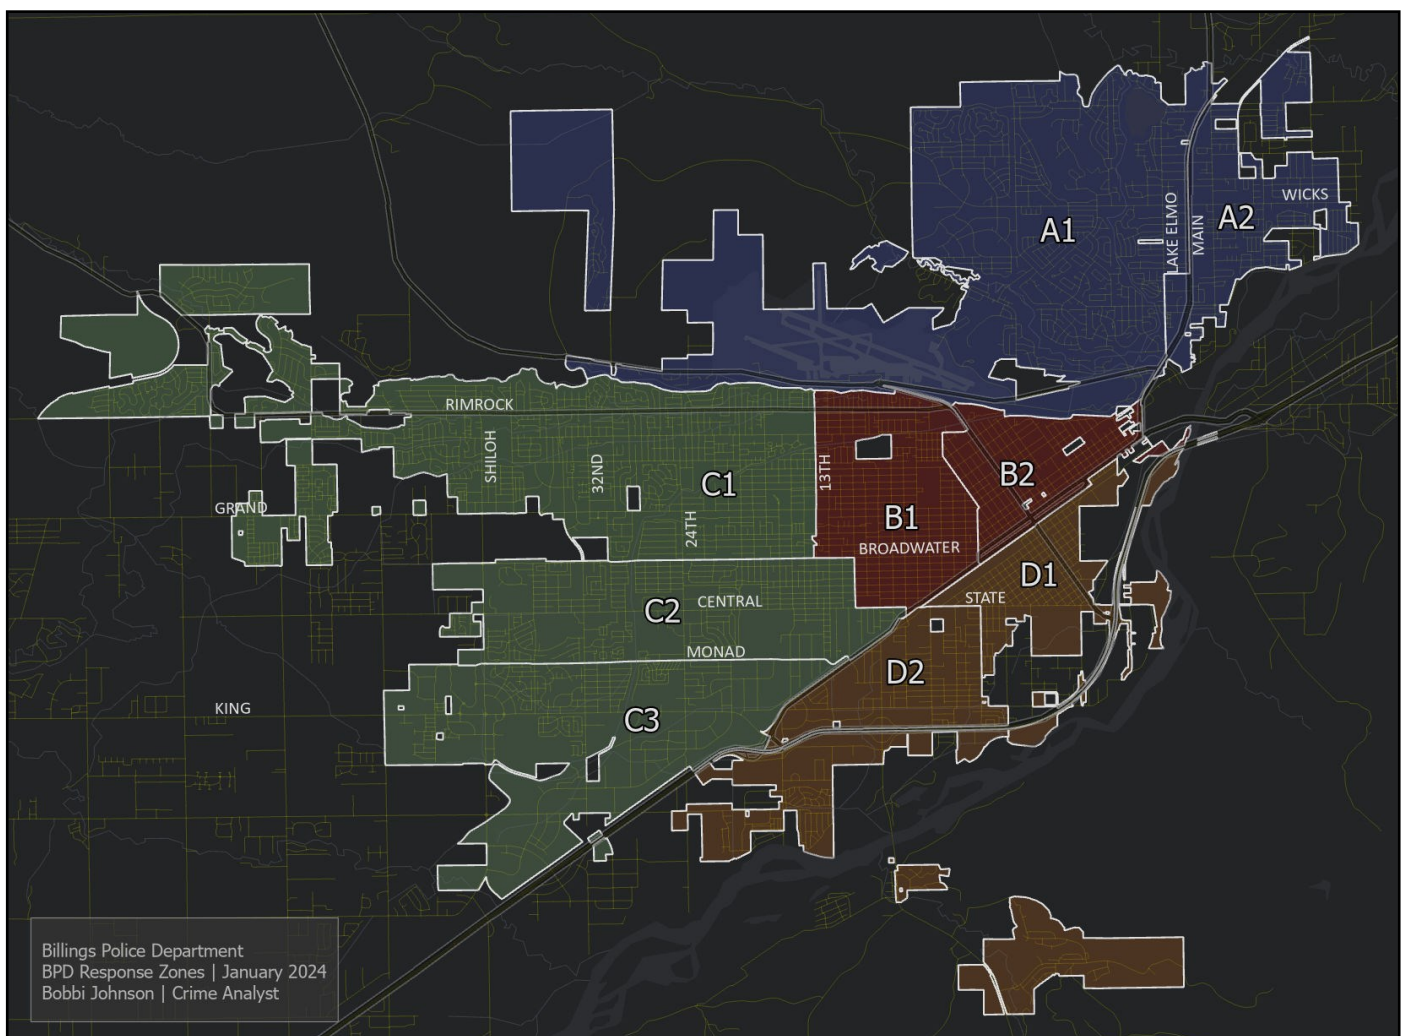 WICKS
A2
A1
LAKE ELMO
MAIN
RIMROCK
SHILOH
32ND
13TH
B2
C1
GRAND
24TH
B1
BROADWATER
D1
CENTRAL
STATE
C2
MONAD
D2
KING
C3
Billings Police Department
BPD Response Zones | January 2024
Bobbi Johnson | Crime Analyst